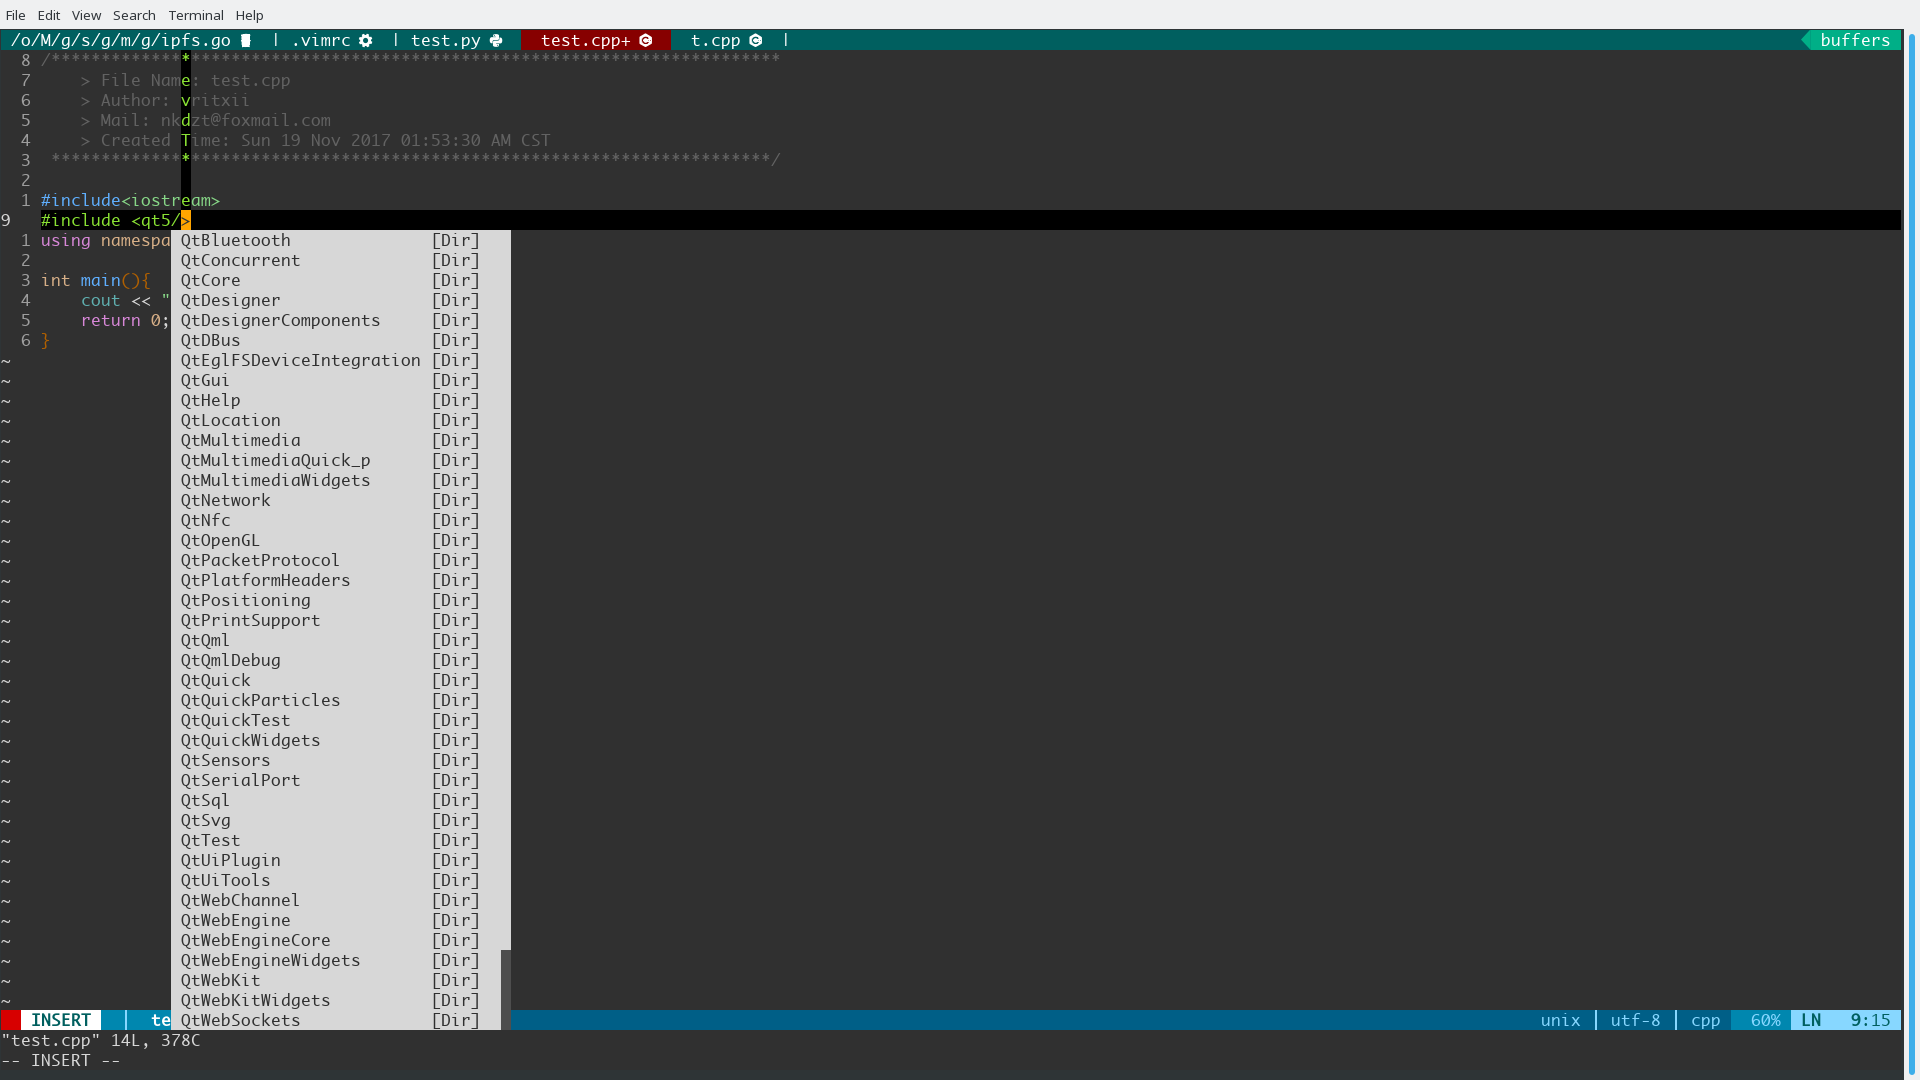 File Edit View Search Terminal Help
/o/M/g/s/g/m/g/ipfs.go | .vimrc | test.py test.cpp+ t.cpp | buffers
8 /*************************************************************************
7     > File Name: test.cpp
6     > Author: vritxii
5     > Mail: nkdzt@foxmail.com
4     > Created Time: Sun 19 Nov 2017 01:53:30 AM CST
3  ************************************************************************/
2
1 #include<iostream>
9 #include <qt5/>
1 using namespa
QtBluetooth [Dir]
2
QtConcurrent [Dir]
3 int main(){
QtCore [Dir]
4     cout << "
QtDesigner [Dir]
5     return 0;
QtDesignerComponents [Dir]
6 }
QtDBus [Dir]
~ QtEglFSDeviceIntegration [Dir]
~ QtGui [Dir]
~ QtHelp [Dir]
~ QtLocation [Dir]
~ QtMultimedia [Dir]
~ QtMultimediaQuick_p [Dir]
~ QtMultimediaWidgets [Dir]
~ QtNetwork [Dir]
~ QtNfc [Dir]
~ QtOpenGL [Dir]
~ QtPacketProtocol [Dir]
~ QtPlatformHeaders [Dir]
~ QtPositioning [Dir]
~ QtPrintSupport [Dir]
~ QtQml [Dir]
~ QtQmlDebug [Dir]
~ QtQuick [Dir]
~ QtQuickParticles [Dir]
~ QtQuickTest [Dir]
~ QtQuickWidgets [Dir]
~ QtSensors [Dir]
~ QtSerialPort [Dir]
~ QtSql [Dir]
~ QtSvg [Dir]
~ QtTest [Dir]
~ QtUiPlugin [Dir]
~ QtUiTools [Dir]
~ QtWebChannel [Dir]
~ QtWebEngine [Dir]
~ QtWebEngineCore [Dir]
~ QtWebEngineWidgets [Dir]
~ QtWebKit [Dir]
~ QtWebKitWidgets [Dir]
INSERT | te QtWebSockets [Dir] unix | utf-8 | cpp 60% LN 9:15
"test.cpp" 14L, 378C
-- INSERT --